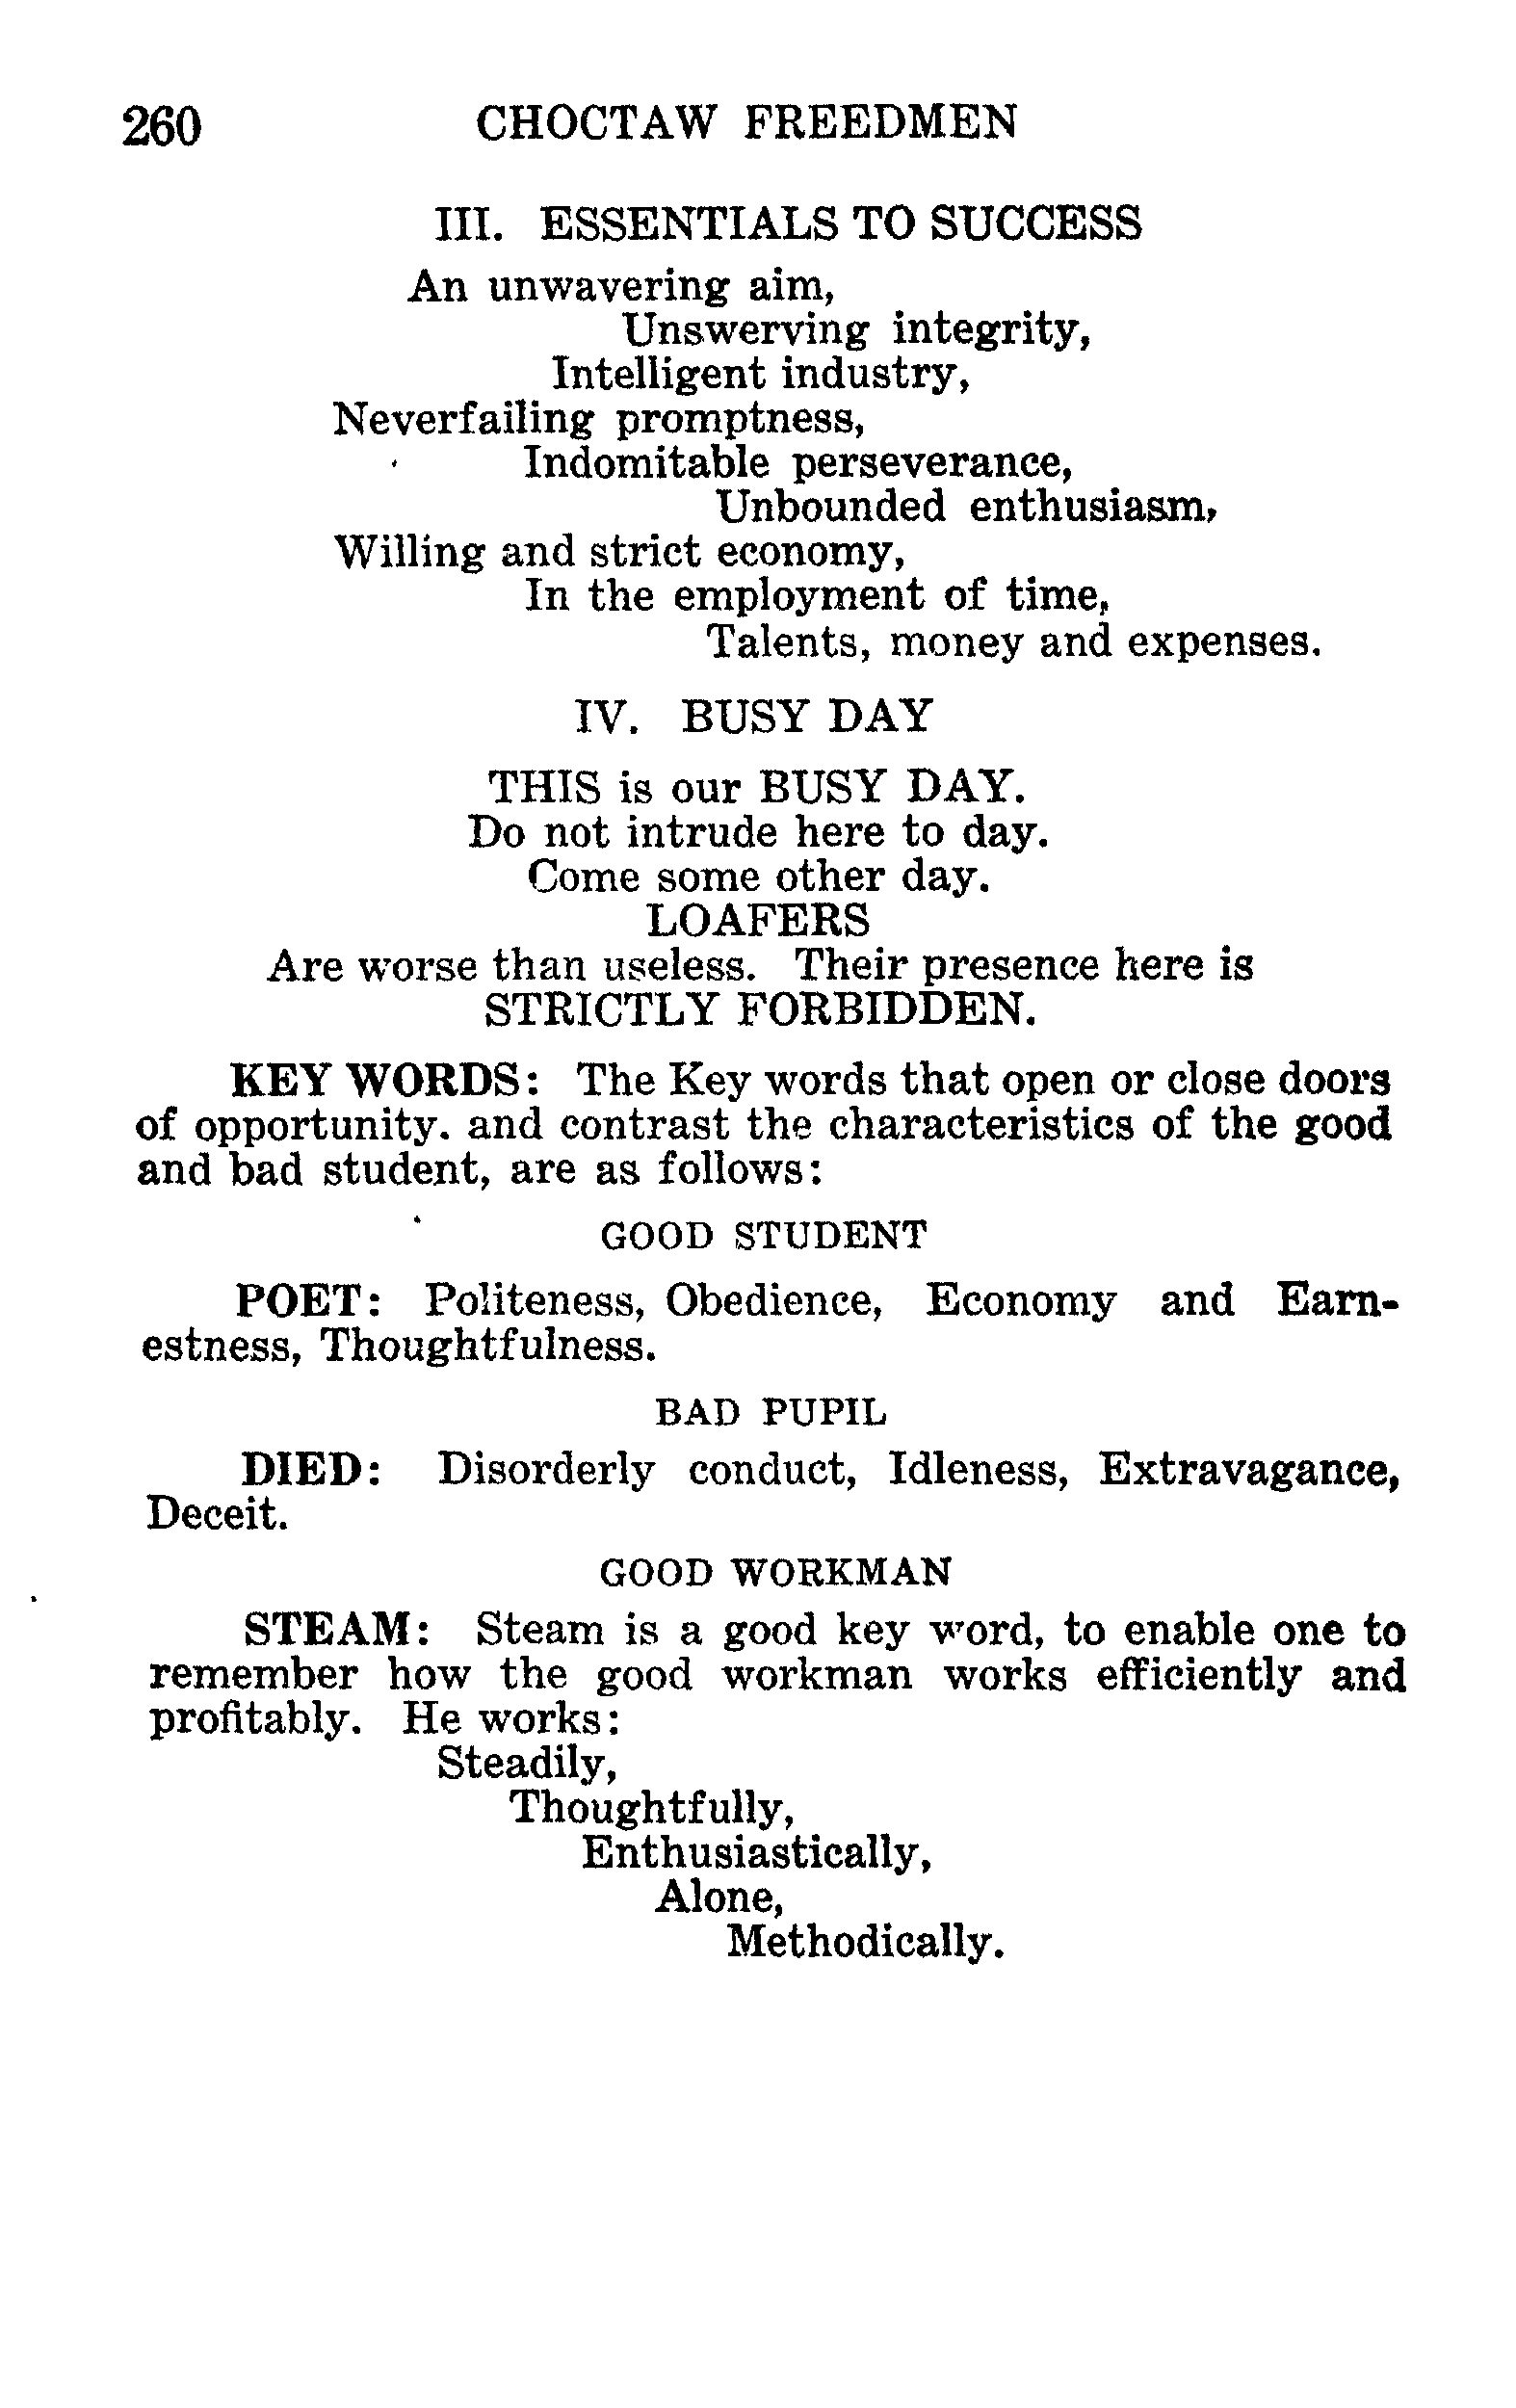 260 CHOCTAW FREEDMEN
III. ESSENTIALS TO SUCCESS
An unwavering aim,
Unswerving integrity,
Intelligent industry,
Neverfailing promptness,
Indomitable perseverance,
Unbounded enthusiasm,
Willing and strict economy,
In the employment of time,
Talents, money and expenses.
IV. BUSY DAY
THIS is our BUSY DAY.
Do not intrude here to day.
Come some other day.
LOAFERS
Are worse than useless. Their presence here is
STRICTLY FORBIDDEN.
KEY WORDS: The Key words that open or close doors
of opportunity. and contrast the characteristics of the good
and bad student, are as follows:
GOOD STUDENT
POET: Politeness, Obedience, Economy and Earn-
estness, Thoughtfulness.
BAD PUPIL
DIED: Disorderly conduct, Idleness, Extravagance,
Deceit.
GOOD WORKMAN
STEAM: Steam is a good key word, to enable one to
remember how the good workman works efficiently and
profitably. He works:
Steadily,
Thoughtfully,
Enthusiastically,
Alone,
Methodically.